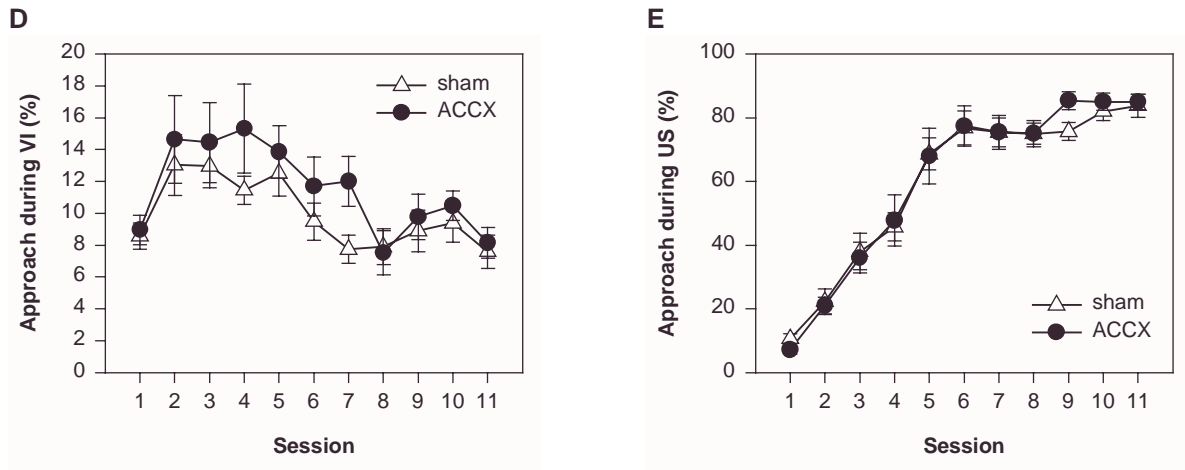 D
Approach during VI (%)
20
18
16
14
12
10
8
6
4
2
0
sham
ACCX
1 2 3 4 5 6 7 8 9 10 11
Session
E
Approach during US (%)
100
80
60
40
20
0
sham
ACCX
1 2 3 4 5 6 7 8 9 10 11
Session